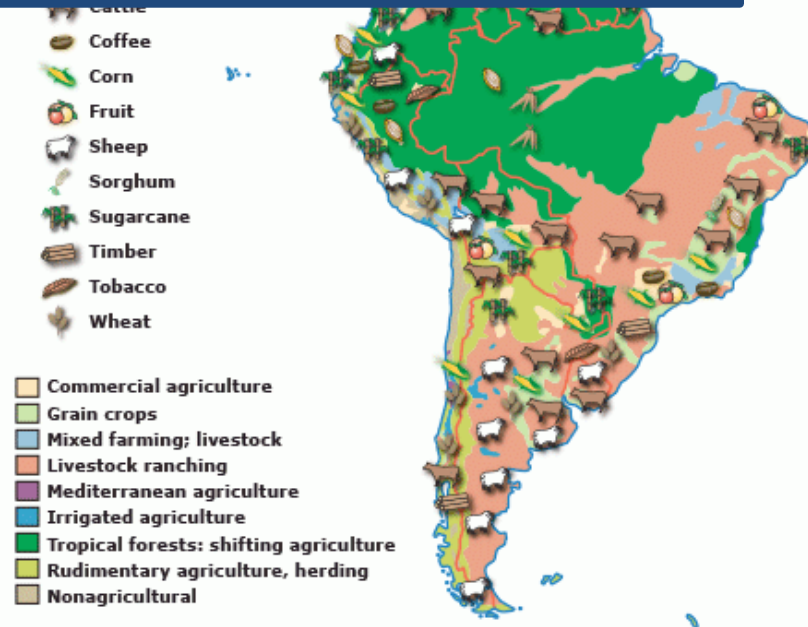 Cattle
Coffee
Corn
Fruit
Sheep
Sorghum
Sugarcane
Timber
Tobacco
Wheat
Commercial agriculture
Grain crops
Mixed farming; livestock
Livestock ranching
Mediterranean agriculture
Irrigated agriculture
Tropical forests: shifting agriculture
Rudimentary agriculture, herding
Nonagricultural